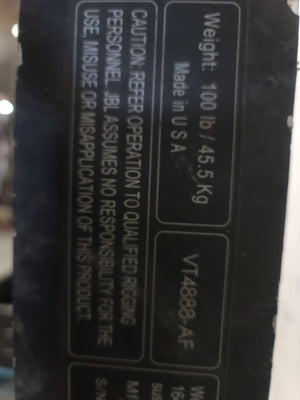 Weight: 100 lb / 45.5 Kg
Made in U S A
VT4888-AF
CAUTION: REFER OPERATION TO QUALIFIED RIGGING
PERSONNEL. JBL ASSUMES NO RESPONSIBILITY FOR THE
USE, MISUSE OR MISAPPLICATION OF THIS PRODUCT.